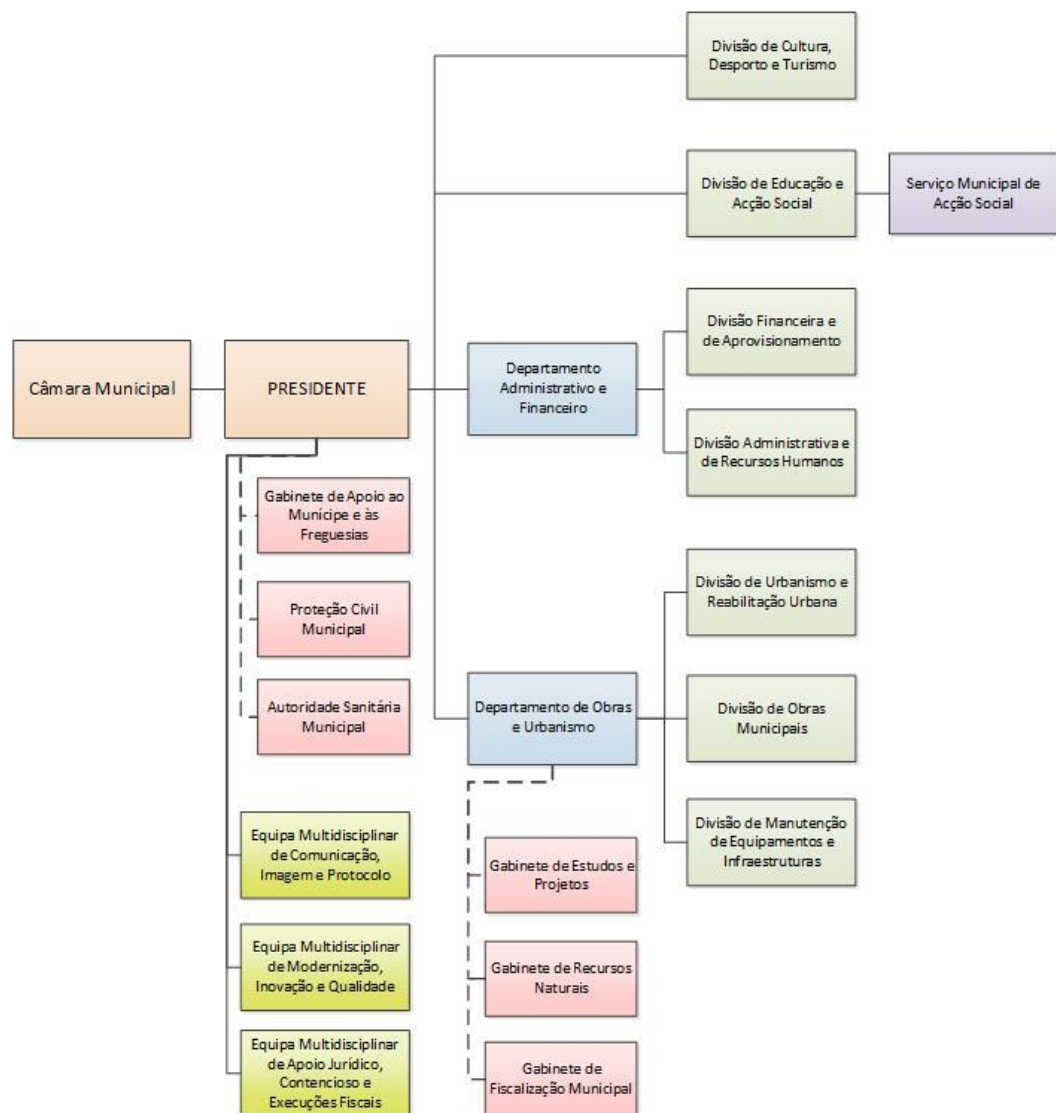 Divisão de Cultura,
Desporto e Turismo
Divisão de Educação e
Acção Social
Serviço Municipal de
Acção Social
Divisão Financeira e
de Aprovisionamento
Câmara Municipal
PRESIDENTE
Departamento
Administrativo e
Financeiro
Divisão Administrativa e
de Recursos Humanos
Gabinete de Apoio ao
Munícipe e às
Freguesias
Proteção Civil
Municipal
Autoridade Sanitária
Municipal
Divisão de Urbanismo e
Reabilitação Urbana
Departamento de Obras
e Urbanismo
Divisão de Obras
Municipais
Divisão de Manutenção
de Equipamentos e
Infraestruturas
Equipa Multidisciplinar
de Comunicação,
Imagem e Protocolo
Equipa Multidisciplinar
de Modernização,
Inovação e Qualidade
Equipa Multidisciplinar
de Apoio Jurídico,
Contencioso e
Execuções Fiscais
Gabinete de Estudos e
Projetos
Gabinete de Recursos
Naturais
Gabinete de
Fiscalização Municipal